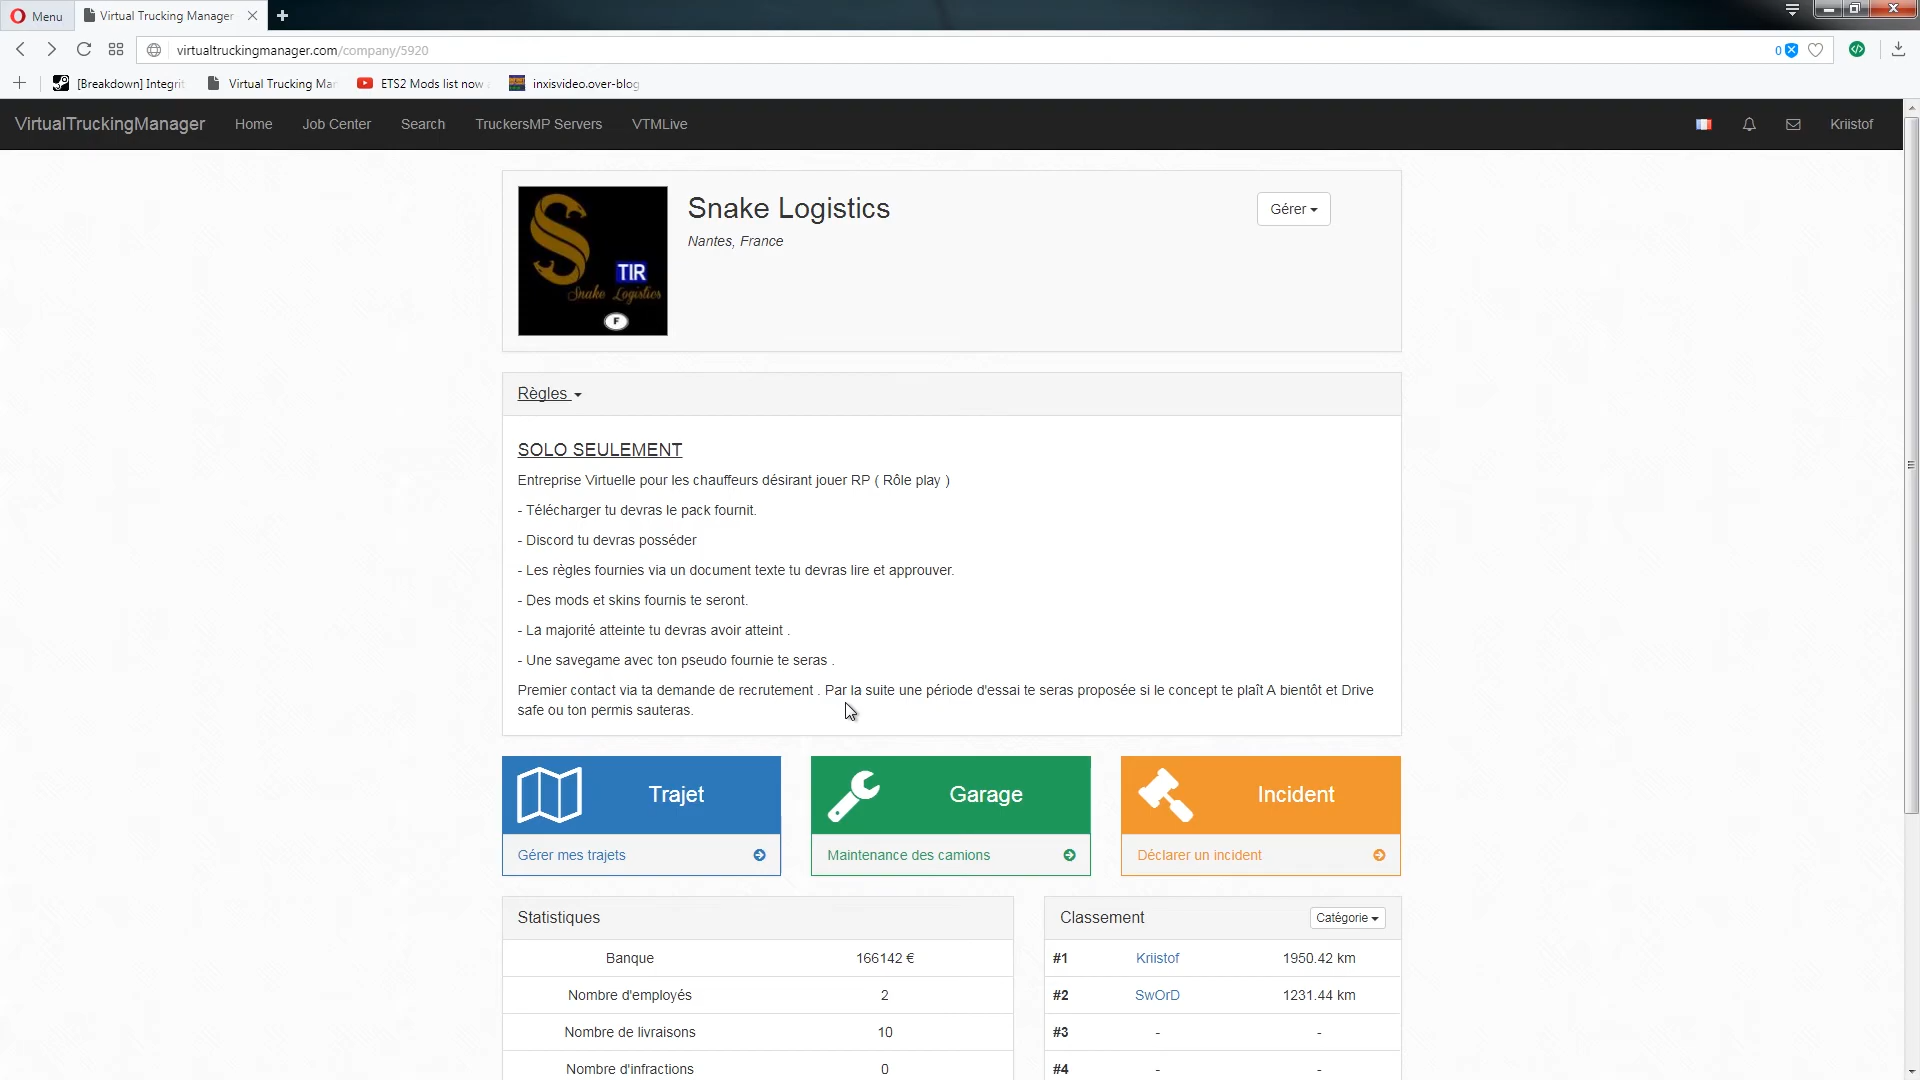 Menu
Virtual Trucking Manager
virtualtruckingmanager.com/company/5920
0
[Breakdown] Integrit
Virtual Trucking Ma
ETS2 Mods list now
inxisvideo.over-blog
VirtualTruckingManager
Home
Job Center
Search
TruckersMP Servers
VTMLive
Kriistof
S
TIR
Snake Logistics
F
Snake Logistics
Nantes, France
Gérer
Règles
SOLO SEULEMENT
Entreprise Virtuelle pour les chauffeurs désirant jouer RP ( Rôle play )
- Télécharger tu devras le pack fournit.
- Discord tu devras posséder
- Les règles fournies via un document texte tu devras lire et approuver.
- Des mods et skins fournis te seront.
- La majorité atteinte tu devras avoir atteint .
- Une savegame avec ton pseudo fournie te seras .
Premier contact via ta demande de recrutement . Par la suite une période d'essai te seras proposée si le concept te plaît A bientôt et Drive
safe ou ton permis sauteras.
Trajet
Gérer mes trajets
Garage
Maintenance des camions
Incident
Déclarer un incident
Statistiques
Banque 166142 €
Nombre d'employés 2
Nombre de livraisons 10
Nombre d'infractions 0
Classement
Catégorie
#1 Kriistof 1950.42 km
#2 SwOrD 1231.44 km
#3 - -
#4 - -